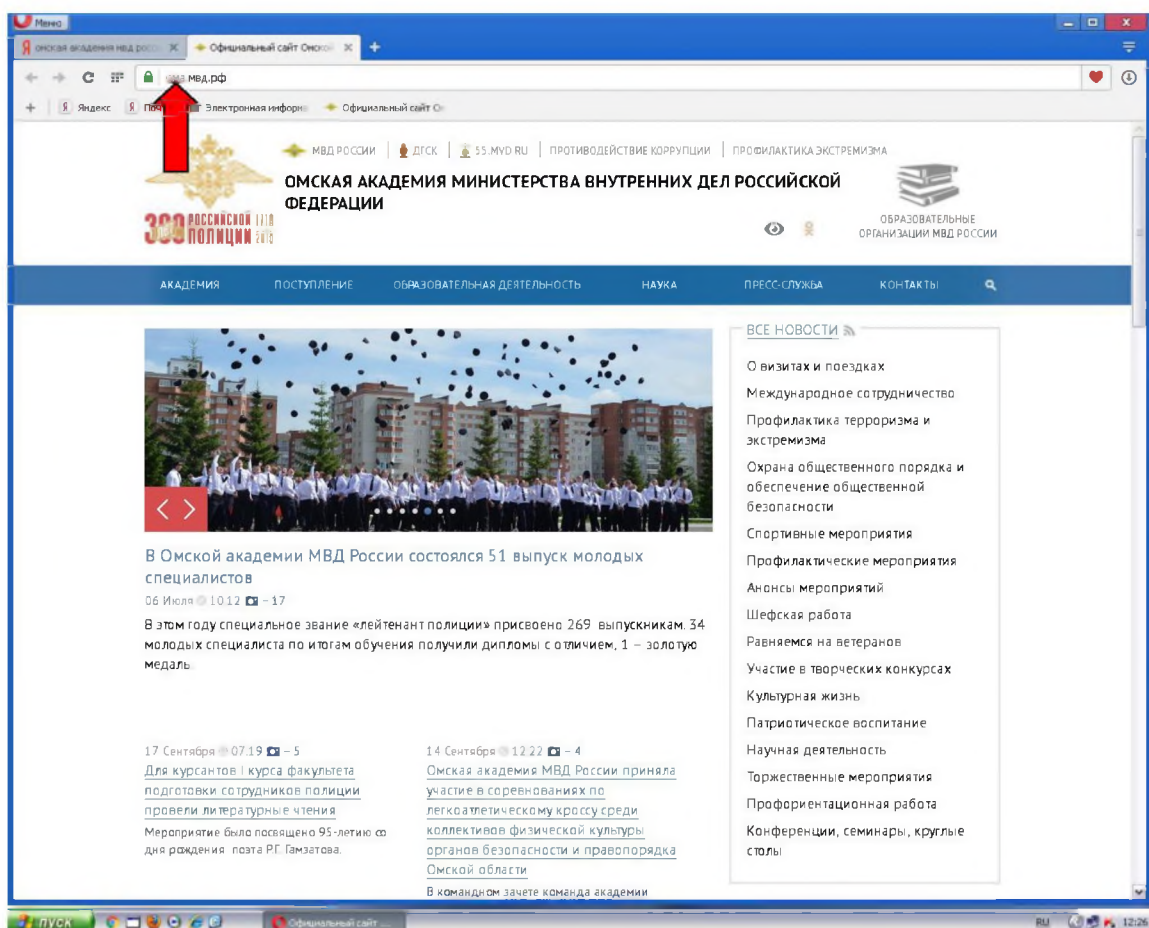 Меню
онская академия мвд росс
Официальный сайт Омской
мвд.рф
Яндекс
Электронная информ
Официальный сайт О
МВД РОССИИ
ДГСК
55.MVD.RU
ПРОТИВОДЕЙСТВИЕ КОРРУПЦИИ
ПРОФИЛАКТИКА ЭКСТРЕМИЗМА
ОМСКАЯ АКАДЕМИЯ МИНИСТЕРСТВА ВНУТРЕННИХ ДЕЛ РОССИЙСКОЙ
ФЕДЕРАЦИИ
300 РОССИЙСКОЙ 1718
ПОЛИЦИИ 2018
ОБРАЗОВАТЕЛЬНЫЕ
ОРГАНИЗАЦИИ МВД РОССИИ
АКАДЕМИЯ
ПОСТУПЛЕНИЕ
ОБРАЗОВАТЕЛЬНАЯ ДЕЯТЕЛЬНОСТЬ
НАУКА
ПРЕСС-СЛУЖБА
КОНТАКТЫ
В Омской академии МВД России состоялся 51 выпуск молодых
специалистов
06 Июля 10:12 – 17
В этом году специальное звание «лейтенант полиции» присвоено 269 выпускникам. 34
молодых специалиста по итогам обучения получили дипломы с отличием, 1 – золотую
медаль.
17 Сентября 07:19 – 5
Для курсантов I курса факультета
подготовки сотрудников полиции
провели литературные чтения
Мероприятие было посвящено 95-летию со
дня рождения поэта Р.Г. Гамзатова.
14 Сентября 12:22 – 4
Омская академия МВД России приняла
участие в соревнованиях по
легкоатлетическому кроссу среди
коллективов физической культуры
органов безопасности и правопорядка
Омской области
В командном зачете команда академии
ВСЕ НОВОСТИ
О визитах и поездках
Международное сотрудничество
Профилактика терроризма и
экстремизма
Охрана общественного порядка и
обеспечение общественной
безопасности
Спортивные мероприятия
Профилактические мероприятия
Анонсы мероприятий
Шефская работа
Равняемся на ветеранов
Участие в творческих конкурсах
Культурная жизнь
Патриотическое воспитание
Научная деятельность
Торжественные мероприятия
Профориентационная работа
Конференции, семинары, круглые
столы
пуск
Официальный сайт ...
RU
12:26